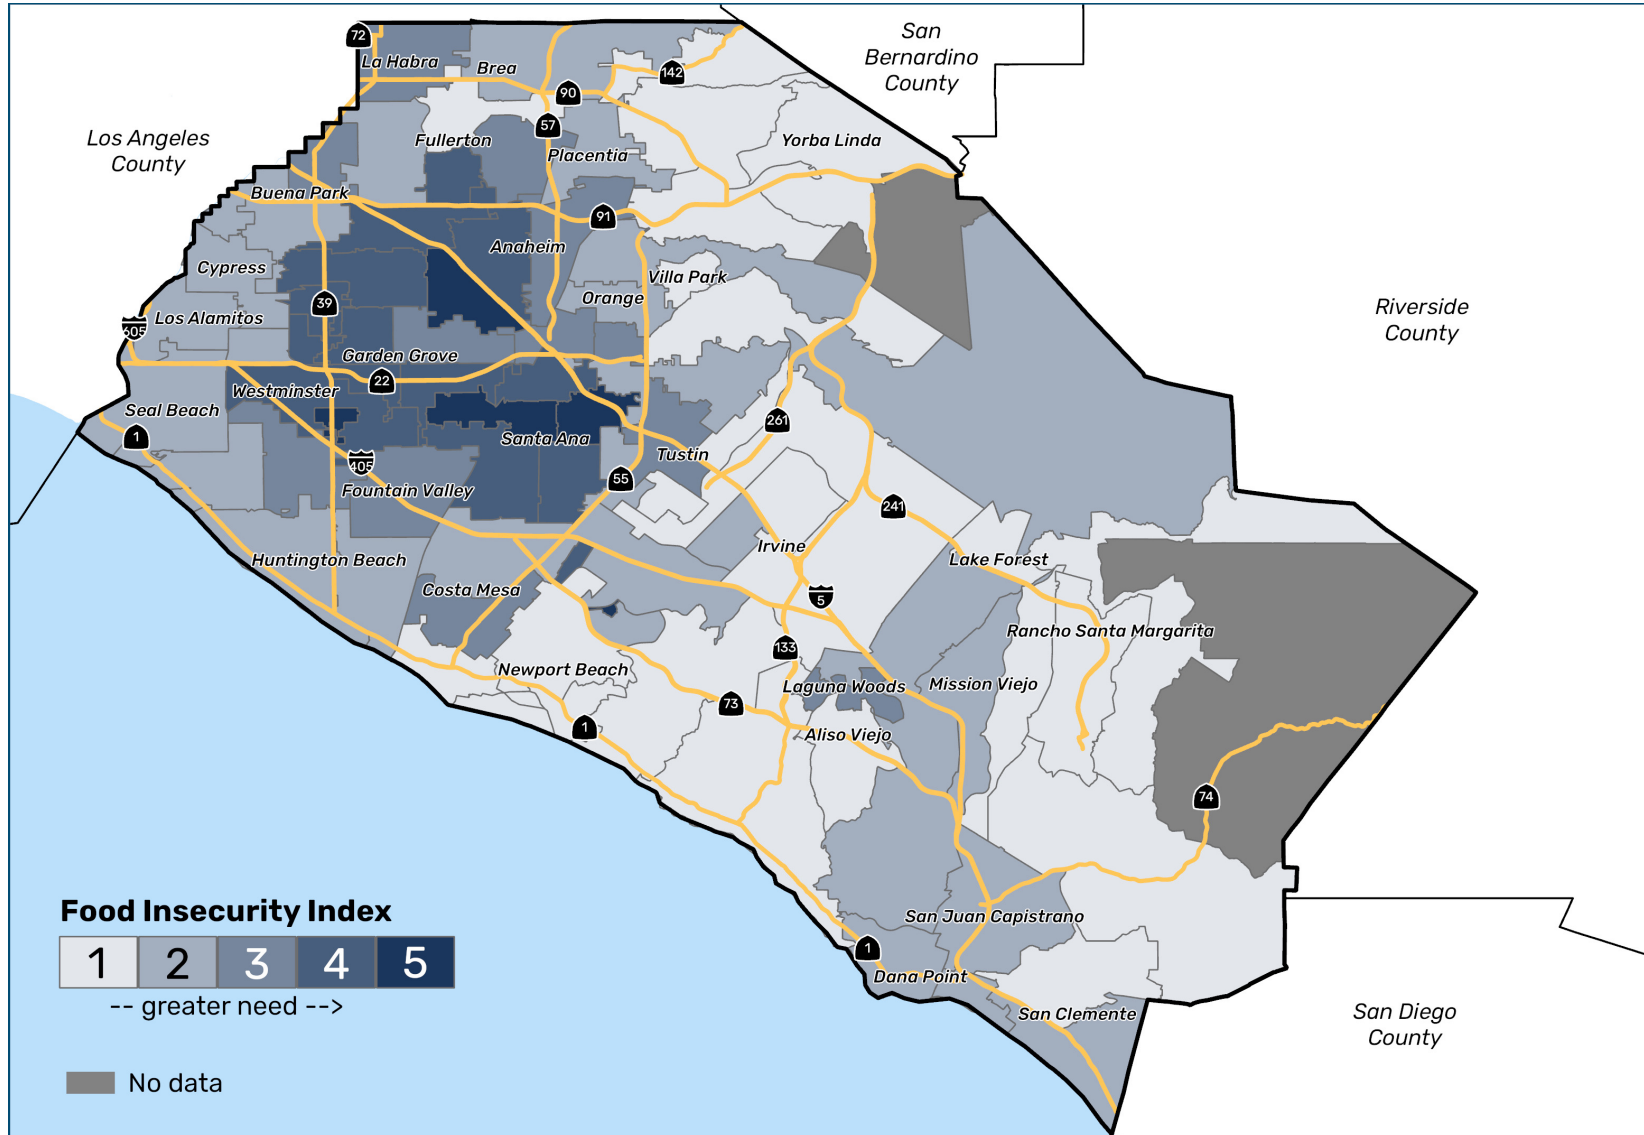 San
Bernardino
County
72
La Habra
Brea
142
90
57
Los Angeles
County
Fullerton
Placentia
Yorba Linda
Buena Park
91
Anaheim
Cypress
Villa Park
Orange
39
Los Alamitos
605
Riverside
County
Garden Grove
22
Westminster
Seal Beach
1
261
Santa Ana
Tustin
405
55
Fountain Valley
241
Irvine
Huntington Beach
Lake Forest
Costa Mesa
5
Rancho Santa Margarita
133
Newport Beach
Laguna Woods
Mission Viejo
73
1
Aliso Viejo
74
Food Insecurity Index
1 2 3 4 5
-- greater need -->
No data
San Juan Capistrano
1
Dana Point
San Clemente
San Diego
County